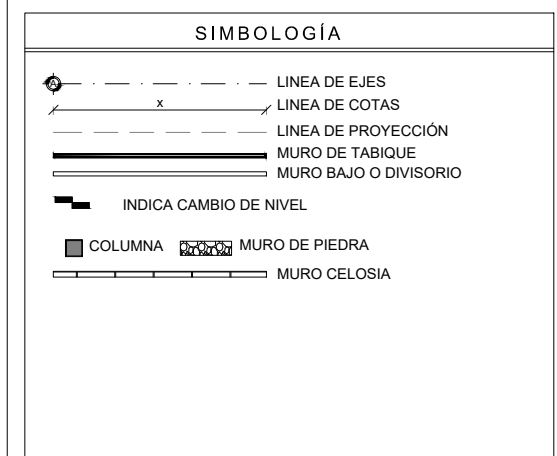 SIMBOLOGÍA
A LINEA DE EJES
x LINEA DE COTAS
LINEA DE PROYECCIÓN
MURO DE TABIQUE
MURO BAJO O DIVISORIO
INDICA CAMBIO DE NIVEL
COLUMNA MURO DE PIEDRA
MURO CELOSIA